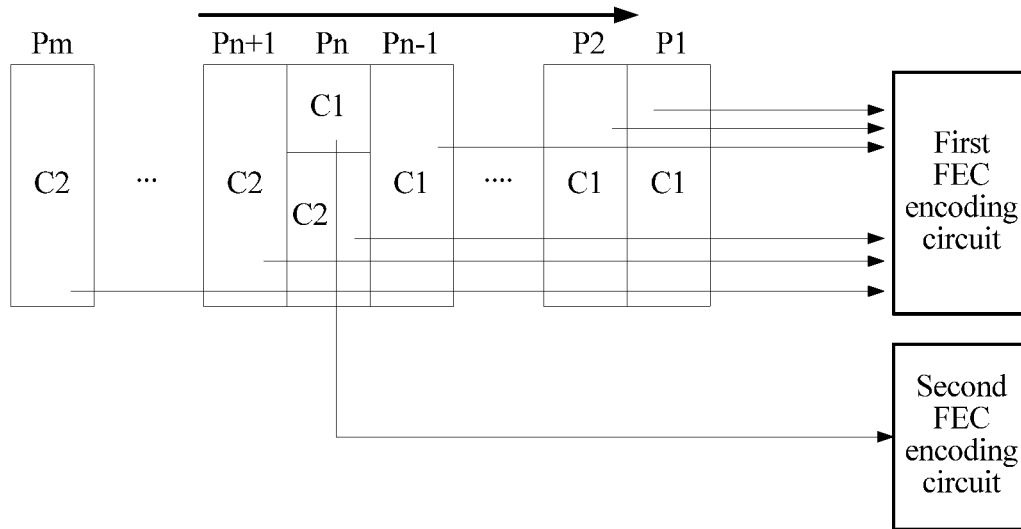 Pm Pn+1 Pn Pn-1 P2 P1
C1
C2 ... C2 C1 .... C1 C1
C2
First
FEC
encoding
circuit
Second
FEC
encoding
circuit